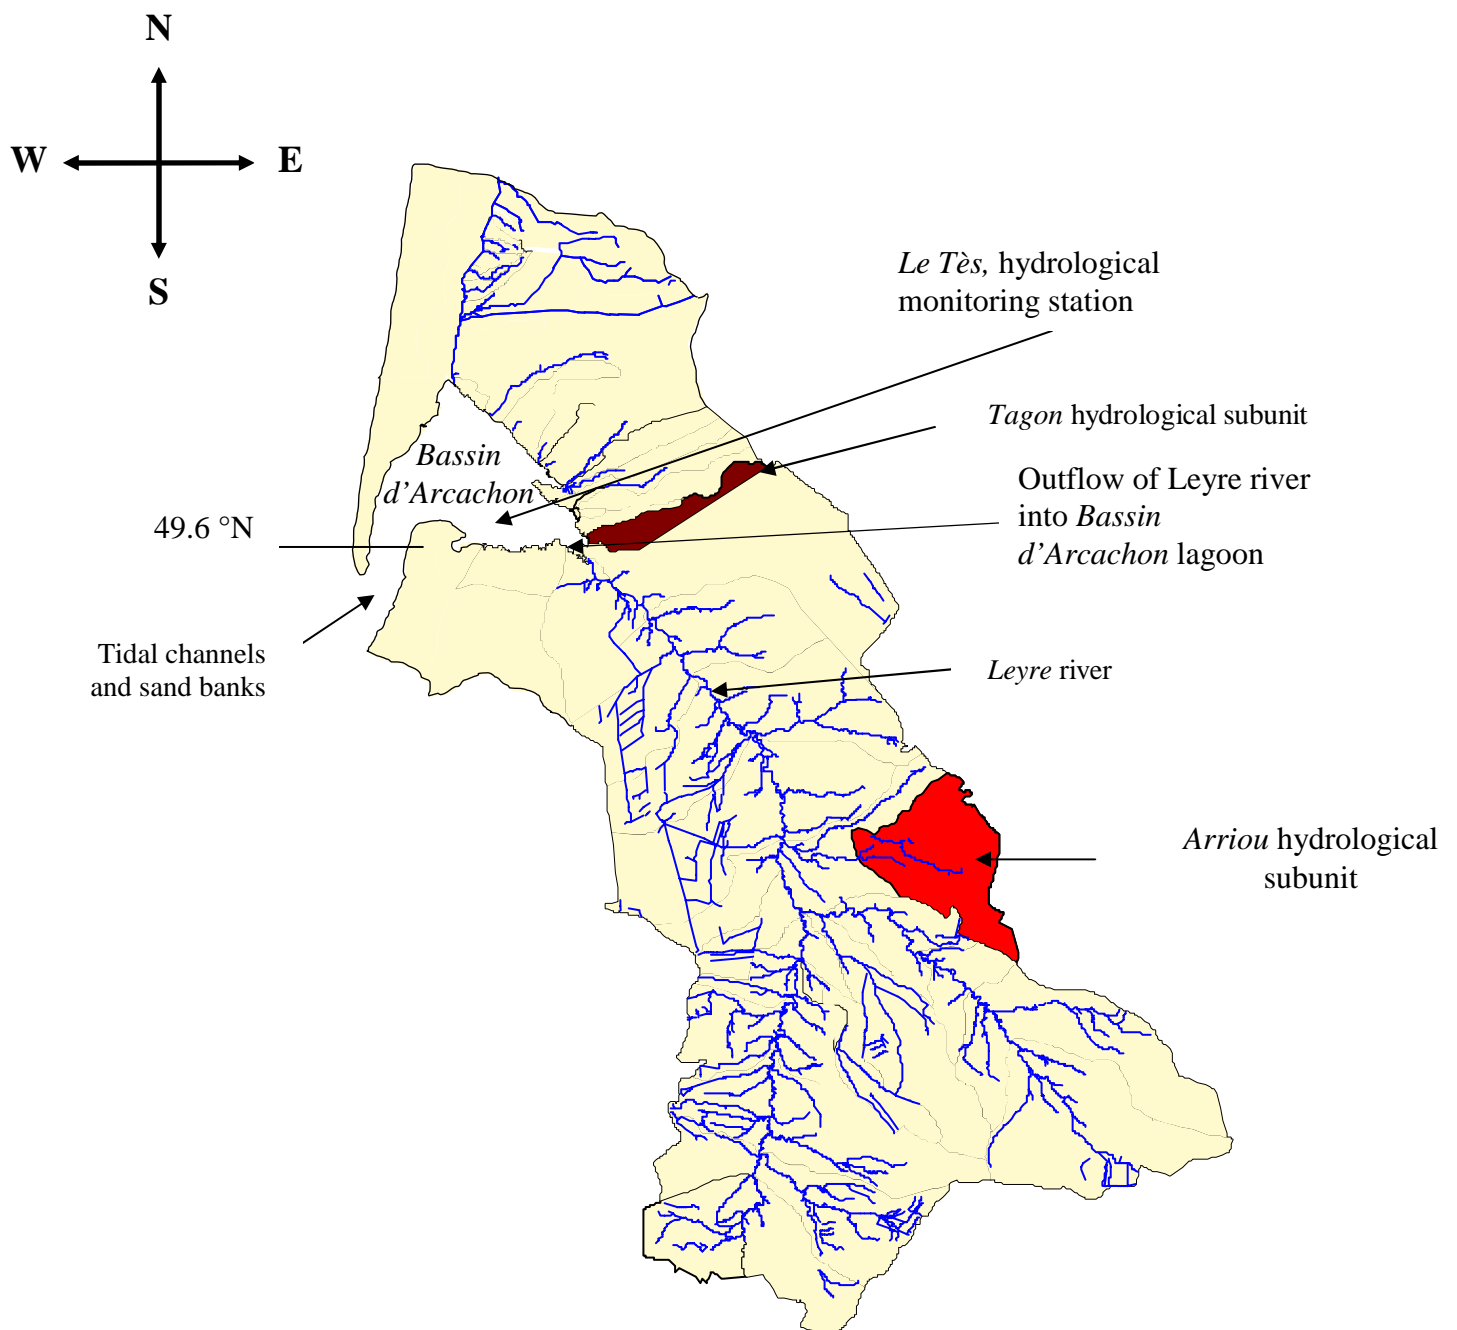 N
W
E
S
Le Tès, hydrological
monitoring station
Tagon hydrological subunit
Bassin
d'Arcachon
Outflow of Leyre river
into Bassin
d'Arcachon lagoon
49.6 °N
Tidal channels
and sand banks
Leyre river
Arriou hydrological
subunit